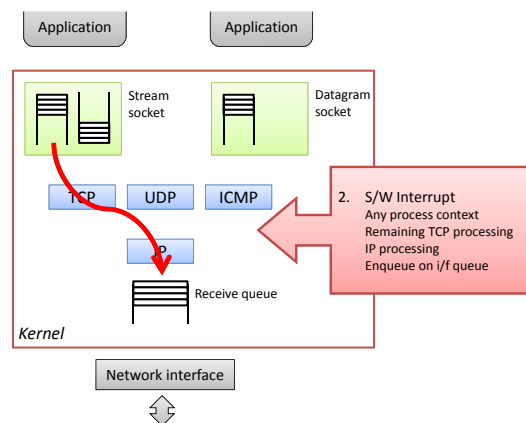 Application
Application
Stream
socket
Datagram
socket
TCP
UDP
ICMP
IP
Receive queue
Kernel
Network interface
2. S/W Interrupt
Any process context
Remaining TCP processing
IP processing
Enqueue on i/f queue